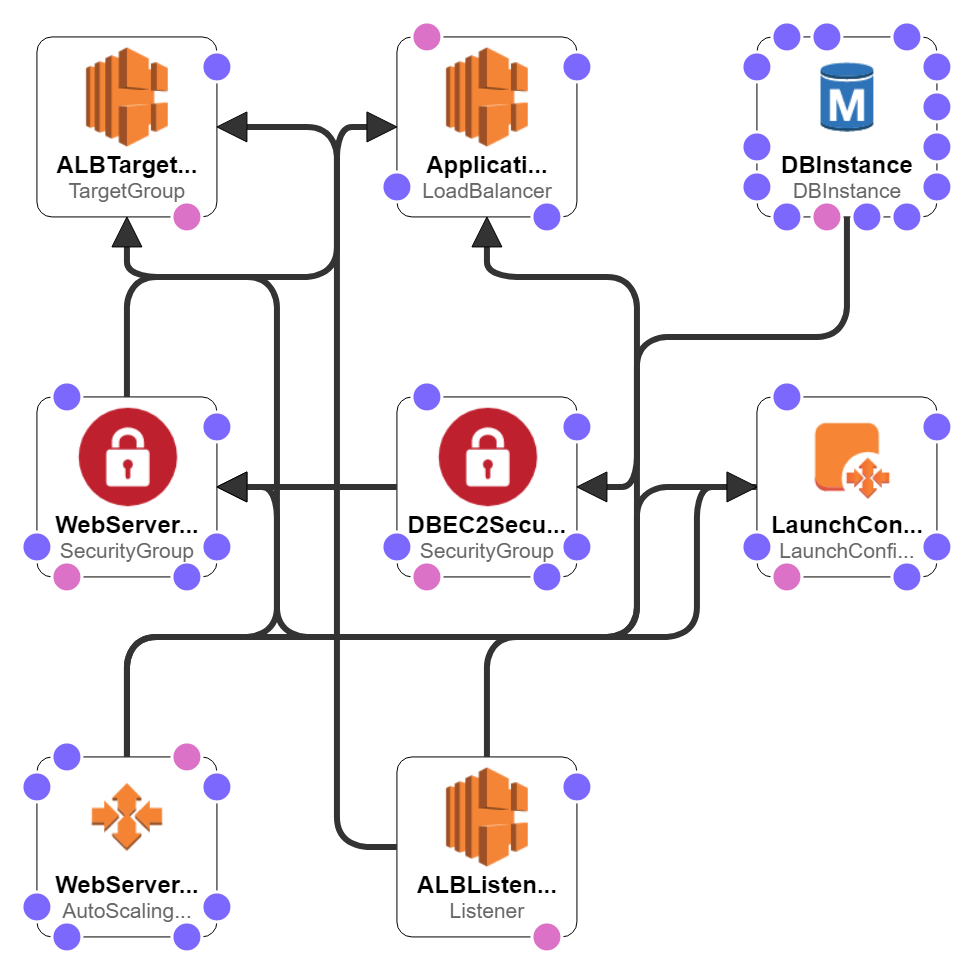 ALBTarget...
TargetGroup
Applicati...
LoadBalancer
M
DBInstance
DBInstance
WebServer...
SecurityGroup
DBEC2Secu...
SecurityGroup
LaunchCon...
LaunchConfi...
WebServer...
AutoScaling...
ALBListen...
Listener